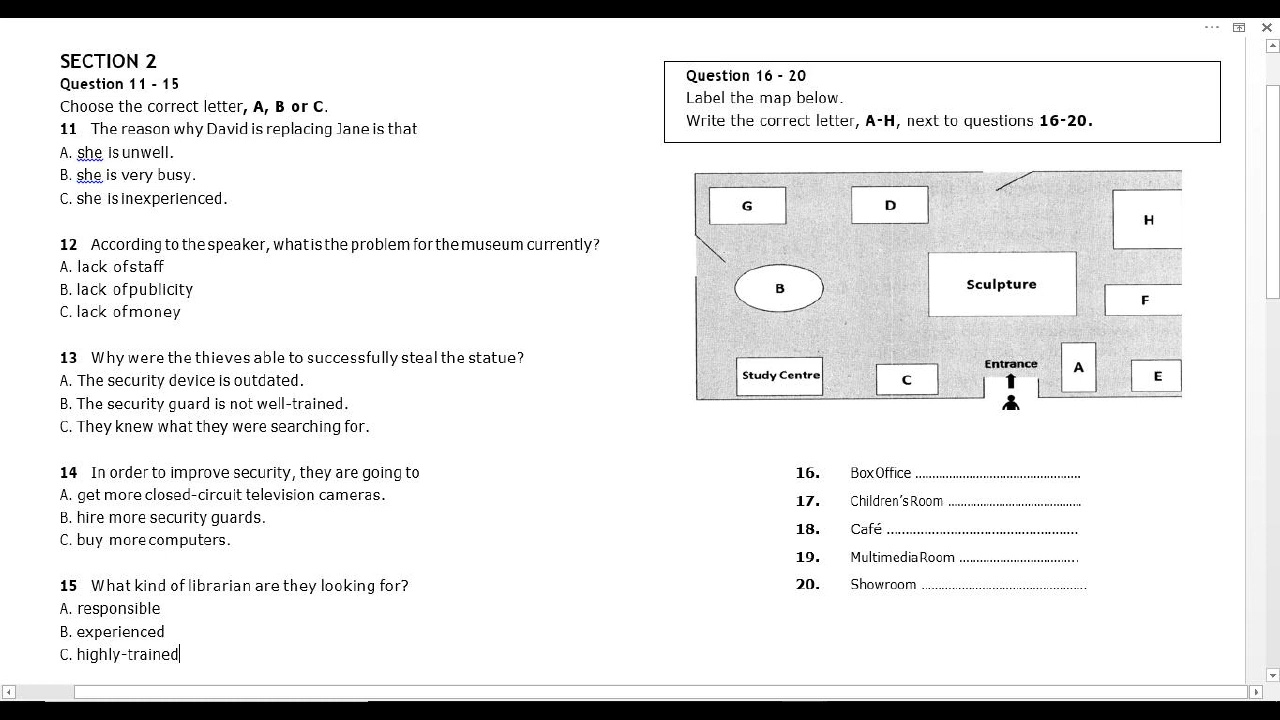 SECTION 2
Question 11 - 15
Choose the correct letter, A, B or C.
11 The reason why David is replacing Jane is that
A. she is unwell.
B. she is very busy.
C. she is inexperienced.
12 According to the speaker, what is the problem for the museum currently?
A. lack of staff
B. lack of publicity
C. lack of money
13 Why were the thieves able to successfully steal the statue?
A. The security device is outdated.
B. The security guard is not well-trained.
C. They knew what they were searching for.
14 In order to improve security, they are going to
A. get more closed-circuit television cameras.
B. hire more security guards.
C. buy more computers.
15 What kind of librarian are they looking for?
A. responsible
B. experienced
C. highly-trained
Question 16 - 20
Label the map below.
Write the correct letter, A-H, next to questions 16-20.
G
D
H
B
Sculpture
F
Study Centre
C
Entrance
A
E
16. Box Office ................................................
17. Children's Room ..........................................
18. Café ..................................................
19. Multimedia Room ..................................
20. Showroom ................................................